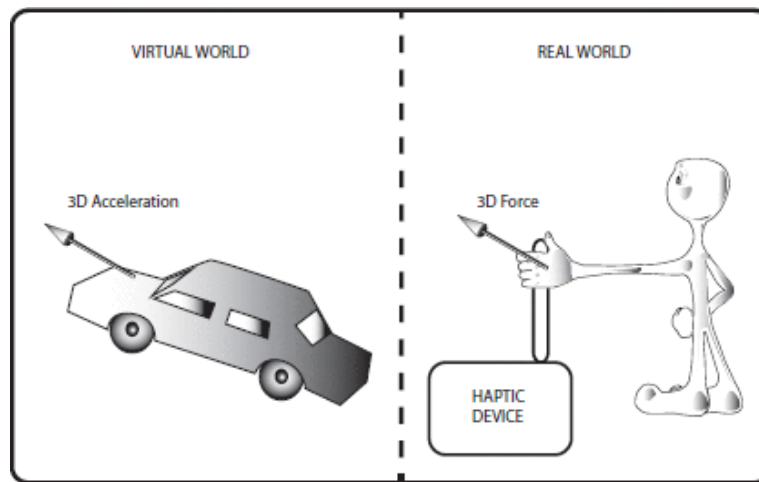 VIRTUAL WORLD
3D Acceleration
REAL WORLD
3D Force
HAPTIC
DEVICE